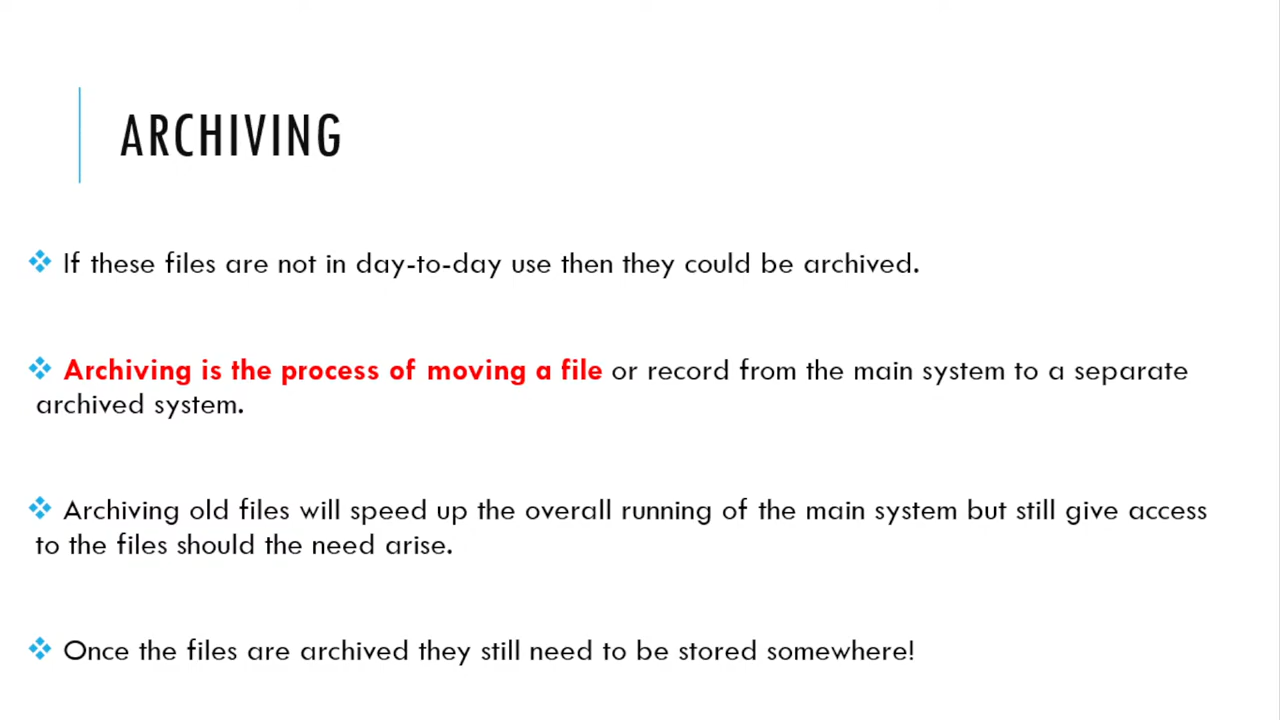 ARCHIVING
❖ If these files are not in day-to-day use then they could be archived.
❖ Archiving is the process of moving a file or record from the main system to a separate
archived system.
❖ Archiving old files will speed up the overall running of the main system but still give access
to the files should the need arise.
❖ Once the files are archived they still need to be stored somewhere!